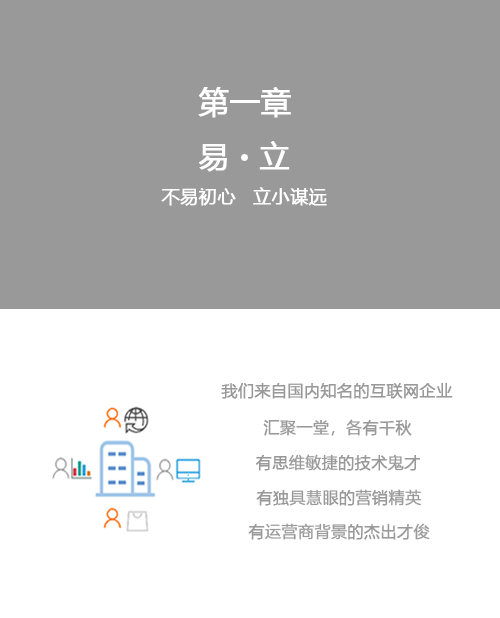 第一章
易·立
不易初心 立小谋远
我们来自国内知名的互联网企业
汇聚一堂，各有千秋
有思维敏捷的技术鬼才
有独具慧眼的营销精英
有运营商背景的杰出才俊